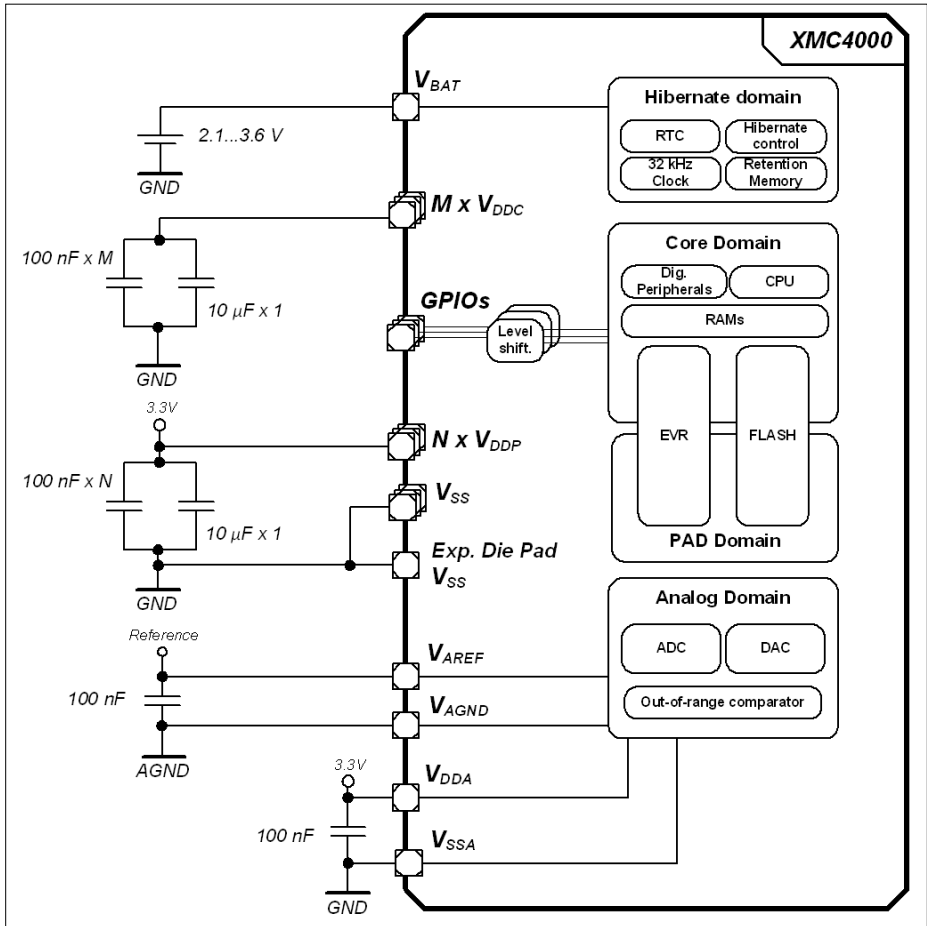 XMC4000
VBAT
2.1...3.6 V
GND
Hibernate domain
RTC
Hibernate control
32 kHz Clock
Retention Memory
M x VDDC
100 nF x M
10 µF x 1
GND
GPIOs
Level shift.
Core Domain
Dig. Peripherals
CPU
RAMs
EVR
FLASH
PAD Domain
3.3V
N x VDDP
100 nF x N
10 µF x 1
VSS
Exp. Die Pad
VSS
GND
Analog Domain
ADC
DAC
Out-of-range comparator
Reference
VAREF
100 nF
VAGND
AGND
3.3V
VDDA
100 nF
VSSA
GND